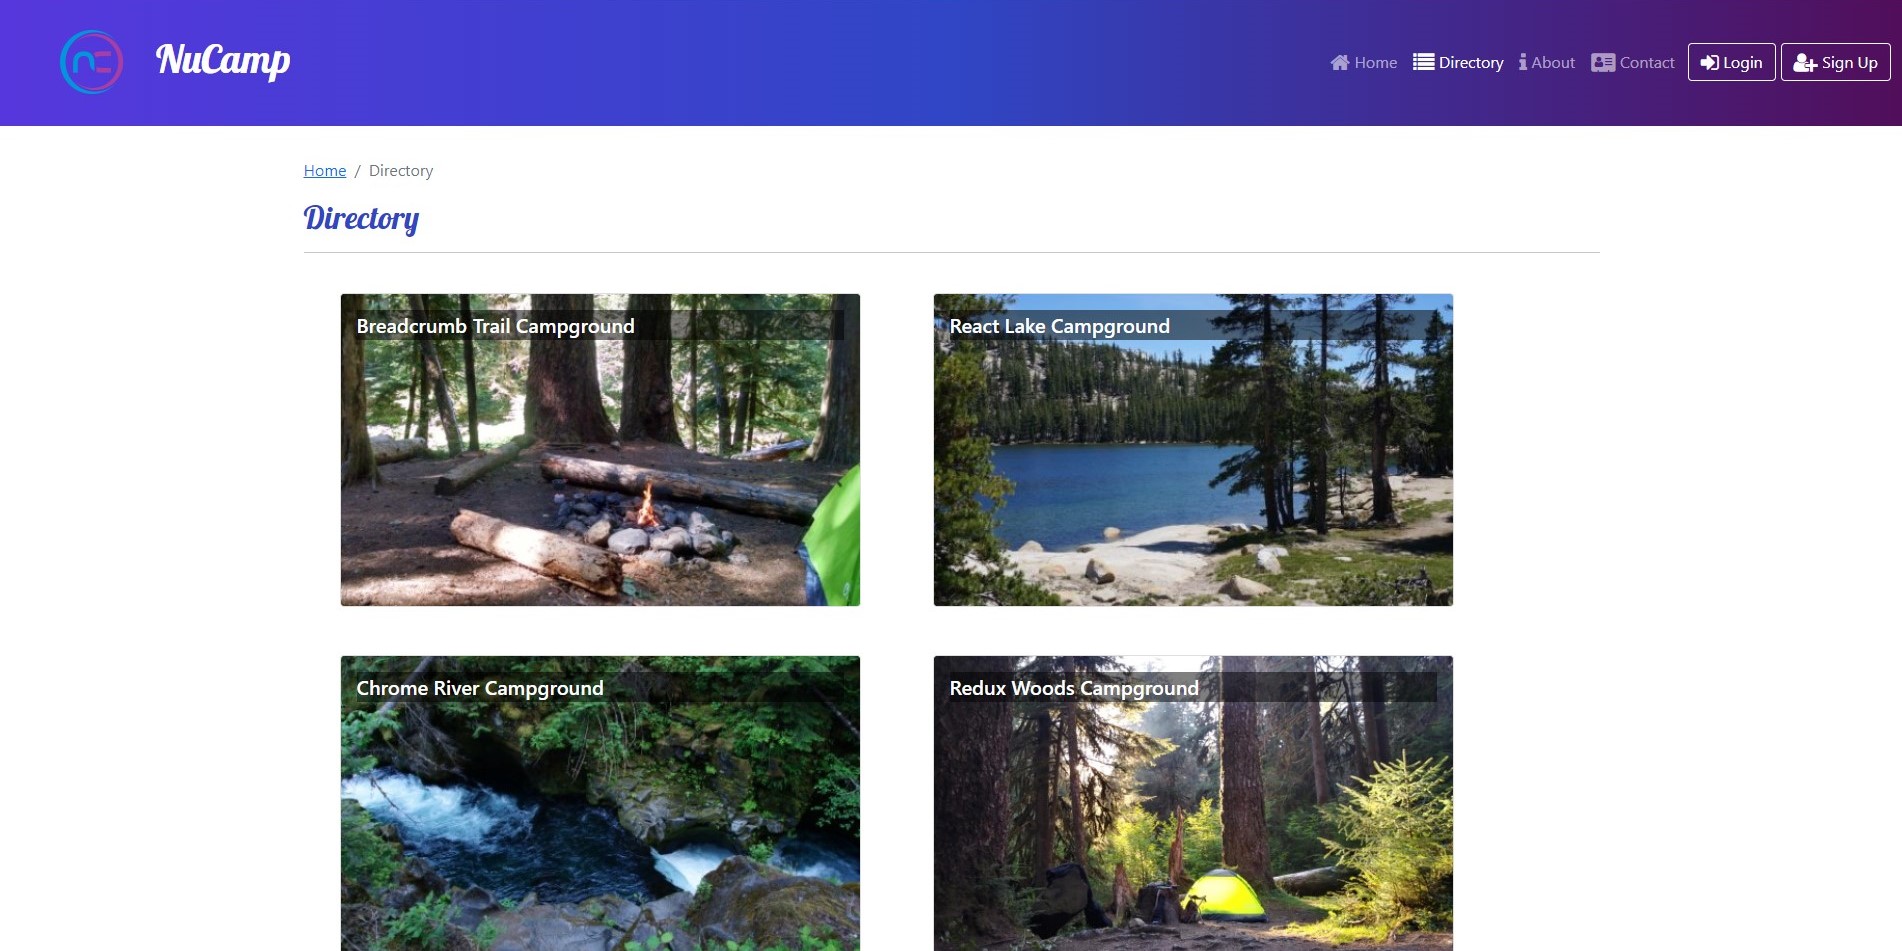 NuCamp
Home Directory About Contact Login Sign Up
Home / Directory
Directory
Breadcrumb Trail Campground
React Lake Campground
Chrome River Campground
Redux Woods Campground